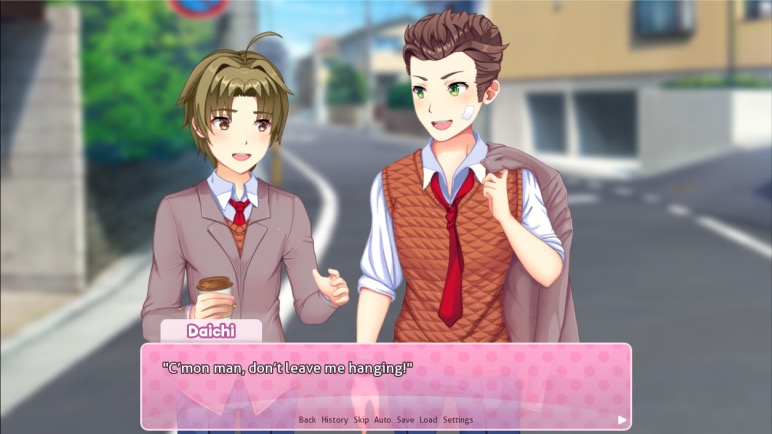 Daichi
"C'mon man, don't leave me hanging!"
Back History Skip Auto Save Load Settings